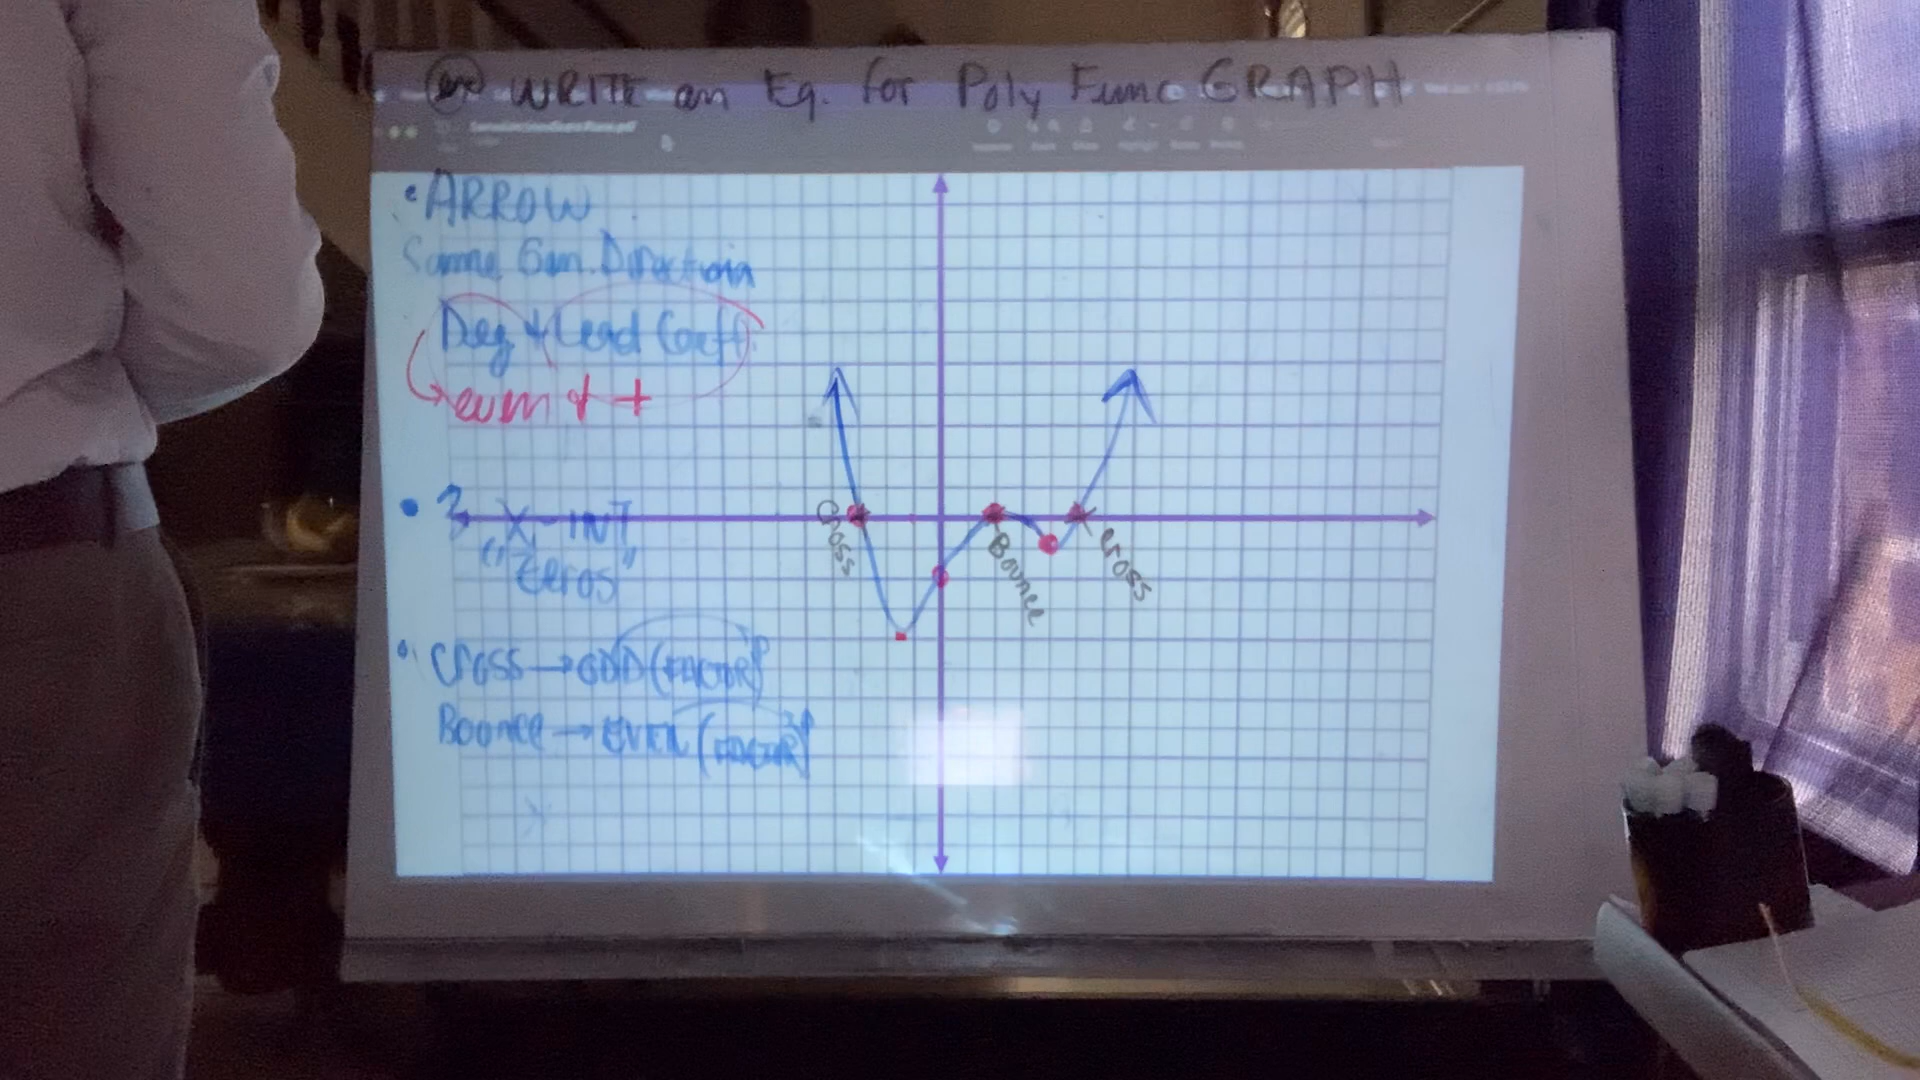 WRITE an Eq. for Poly Func GRAPH
• ARROW
Same Gen. Direction
Deg & Lead Coeff.
even & +
• 3 X-INT
"Zeros"
• Cross → ODD (FACTOR)
Bounce → EVEN (FACTOR)
Cross
Bounce
Cross